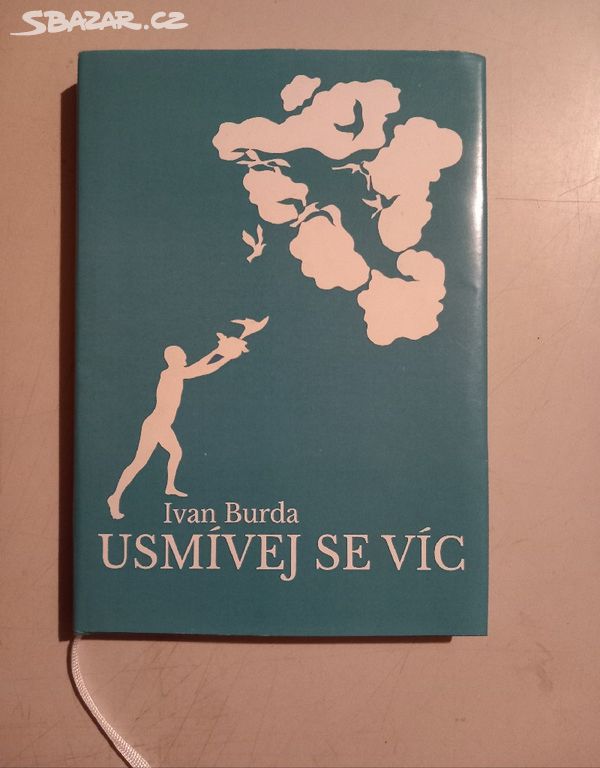 SBAZAR.CZ
Ivan Burda
USMÍVEJ SE VÍC